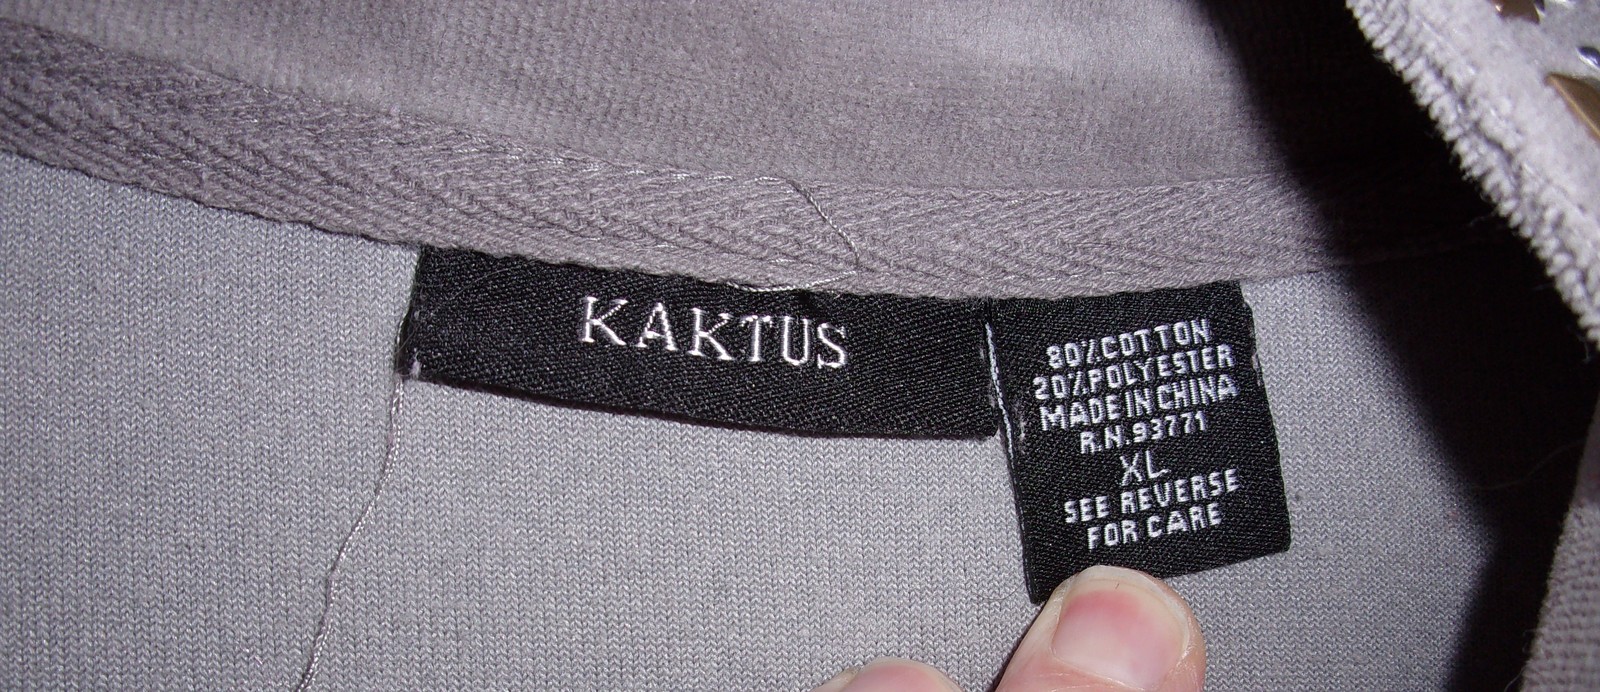 KAKTUS
80%COTTON
20%POLYESTER
MADE IN CHINA
R.N. 93771
XL
SEE REVERSE
FOR CARE